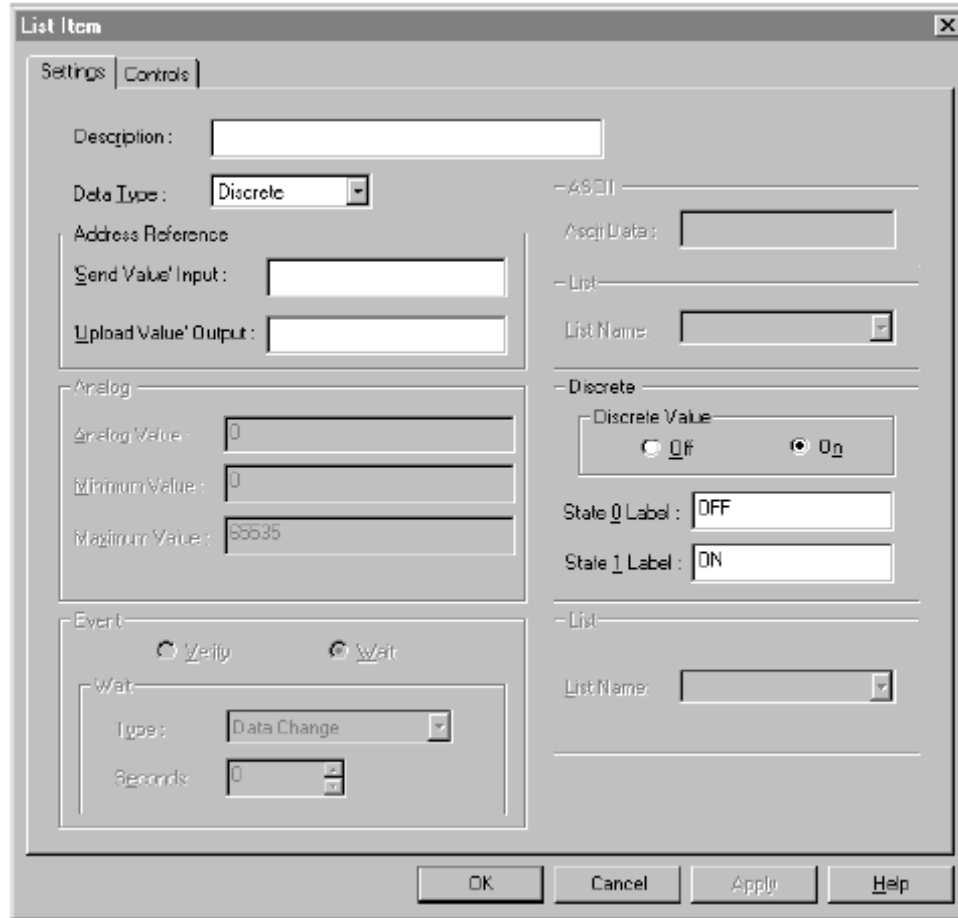 List Item
Settings Controls
Description :
Data Type : Discrete
Address Reference
'Send Value' Input :
'Upload Value' Output :
Analog
Analog Value : 0
Minimum Value : 0
Maximum Value : 65535
Event
Verify Wait
Wait
Type : Data Change
Seconds: 0
ASCII
Ascii Data :
List
List Name:
Discrete
Discrete Value
Off On
State 0 Label : OFF
State 1 Label : ON
List
List Name:
OK Cancel Apply Help